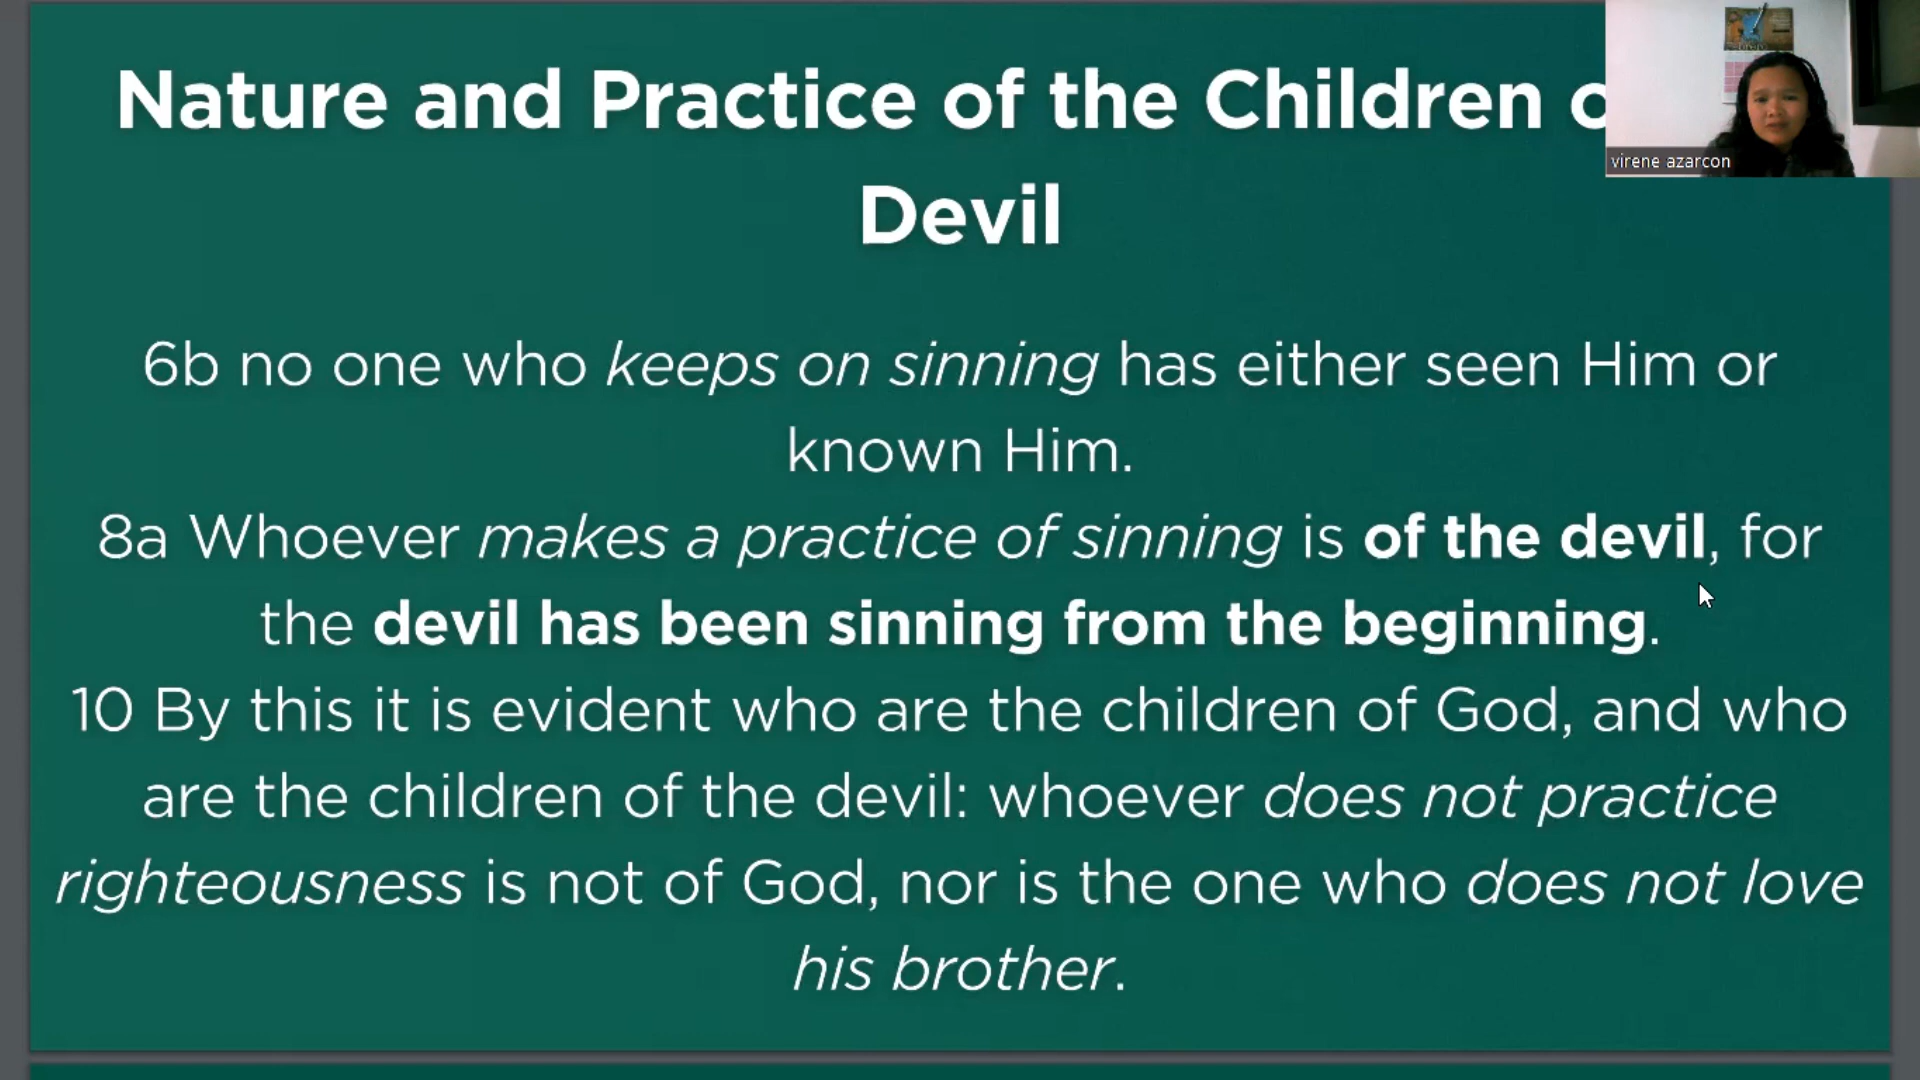 Nature and Practice of the Children
Devil
virene azarcon
6b no one who keeps on sinning has either seen Him or
known Him.
8a Whoever makes a practice of sinning is of the devil, for
the devil has been sinning from the beginning.
10 By this it is evident who are the children of God, and who
are the children of the devil: whoever does not practice
righteousness is not of God, nor is the one who does not love
his brother.